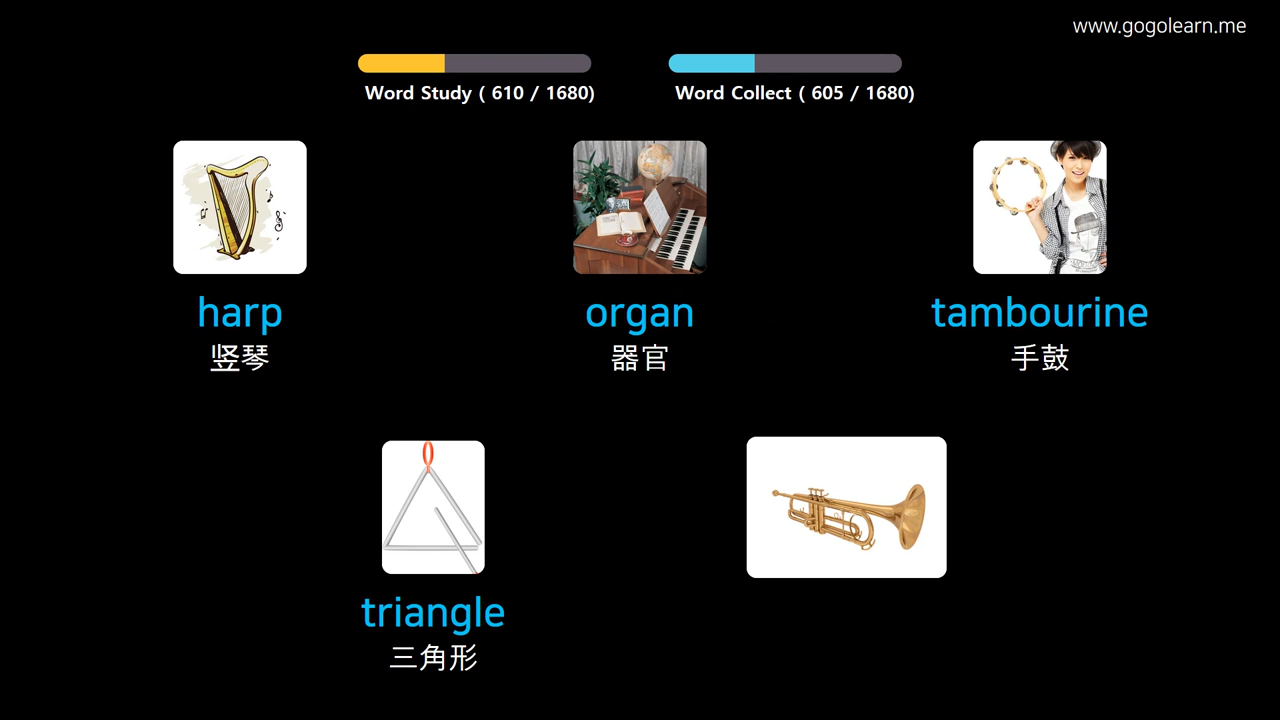 www.gogolearn.me
Word Study ( 610 / 1680)
Word Collect ( 605 / 1680)
harp
竖琴
organ
器官
tambourine
手鼓
triangle
三角形